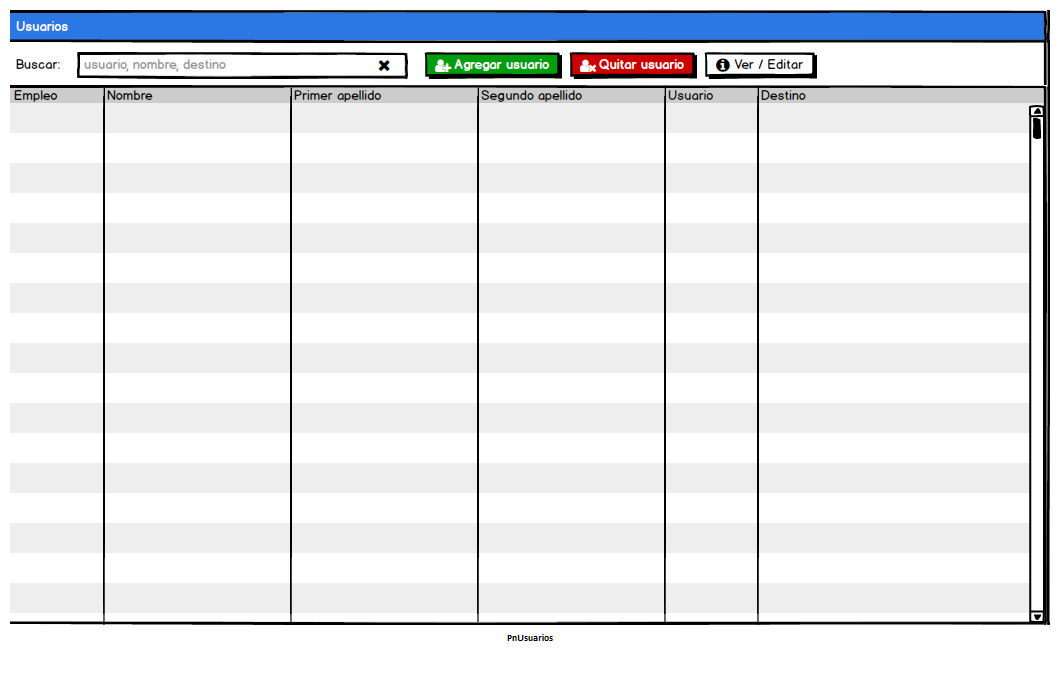 Usuarios
Buscar: usuario, nombre, destino Agregar usuario Quitar usuario Ver / Editar
Empleo Nombre Primer apellido Segundo apellido Usuario Destino
PnUsuarios